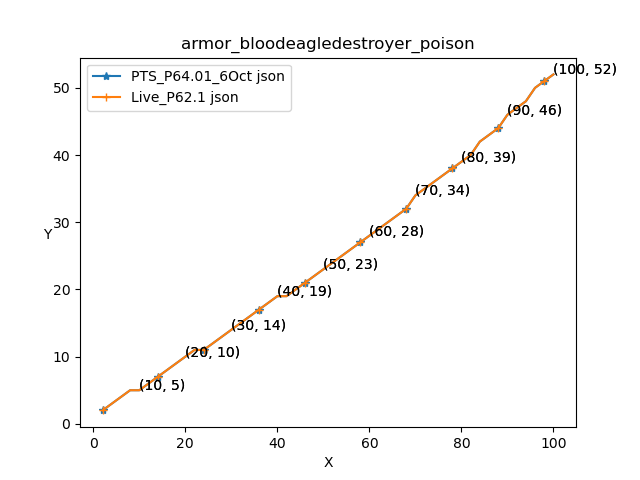 armor_bloodeagledestroyer_poison
PTS_P64.01_6Oct json
Live_P62.1 json
(100, 52)
(90, 46)
(80, 39)
(70, 34)
(60, 28)
(50, 23)
(40, 19)
(30, 14)
(20, 10)
(10, 5)
50
40
30
20
10
0
Y
0 20 40 60 80 100
X